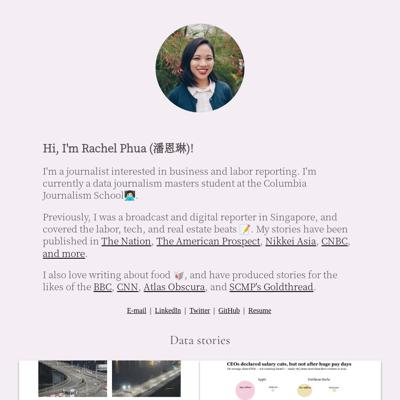 Hi, I'm Rachel Phua (潘恩琳)!
I'm a journalist interested in business and labor reporting. I'm
currently a data journalism masters student at the Columbia
Journalism School👩🏻‍💻.
Previously, I was a broadcast and digital reporter in Singapore, and
covered the labor, tech, and real estate beats 📝. My stories have been
published in The Nation, The American Prospect, Nikkei Asia, CNBC,
and more.
I also love writing about food 🥡, and have produced stories for the
likes of the BBC, CNN, Atlas Obscura, and SCMP's Goldthread.
E-mail | LinkedIn | Twitter | GitHub | Resume
Data stories
CEOs declared salary cuts, but not after huge pay days